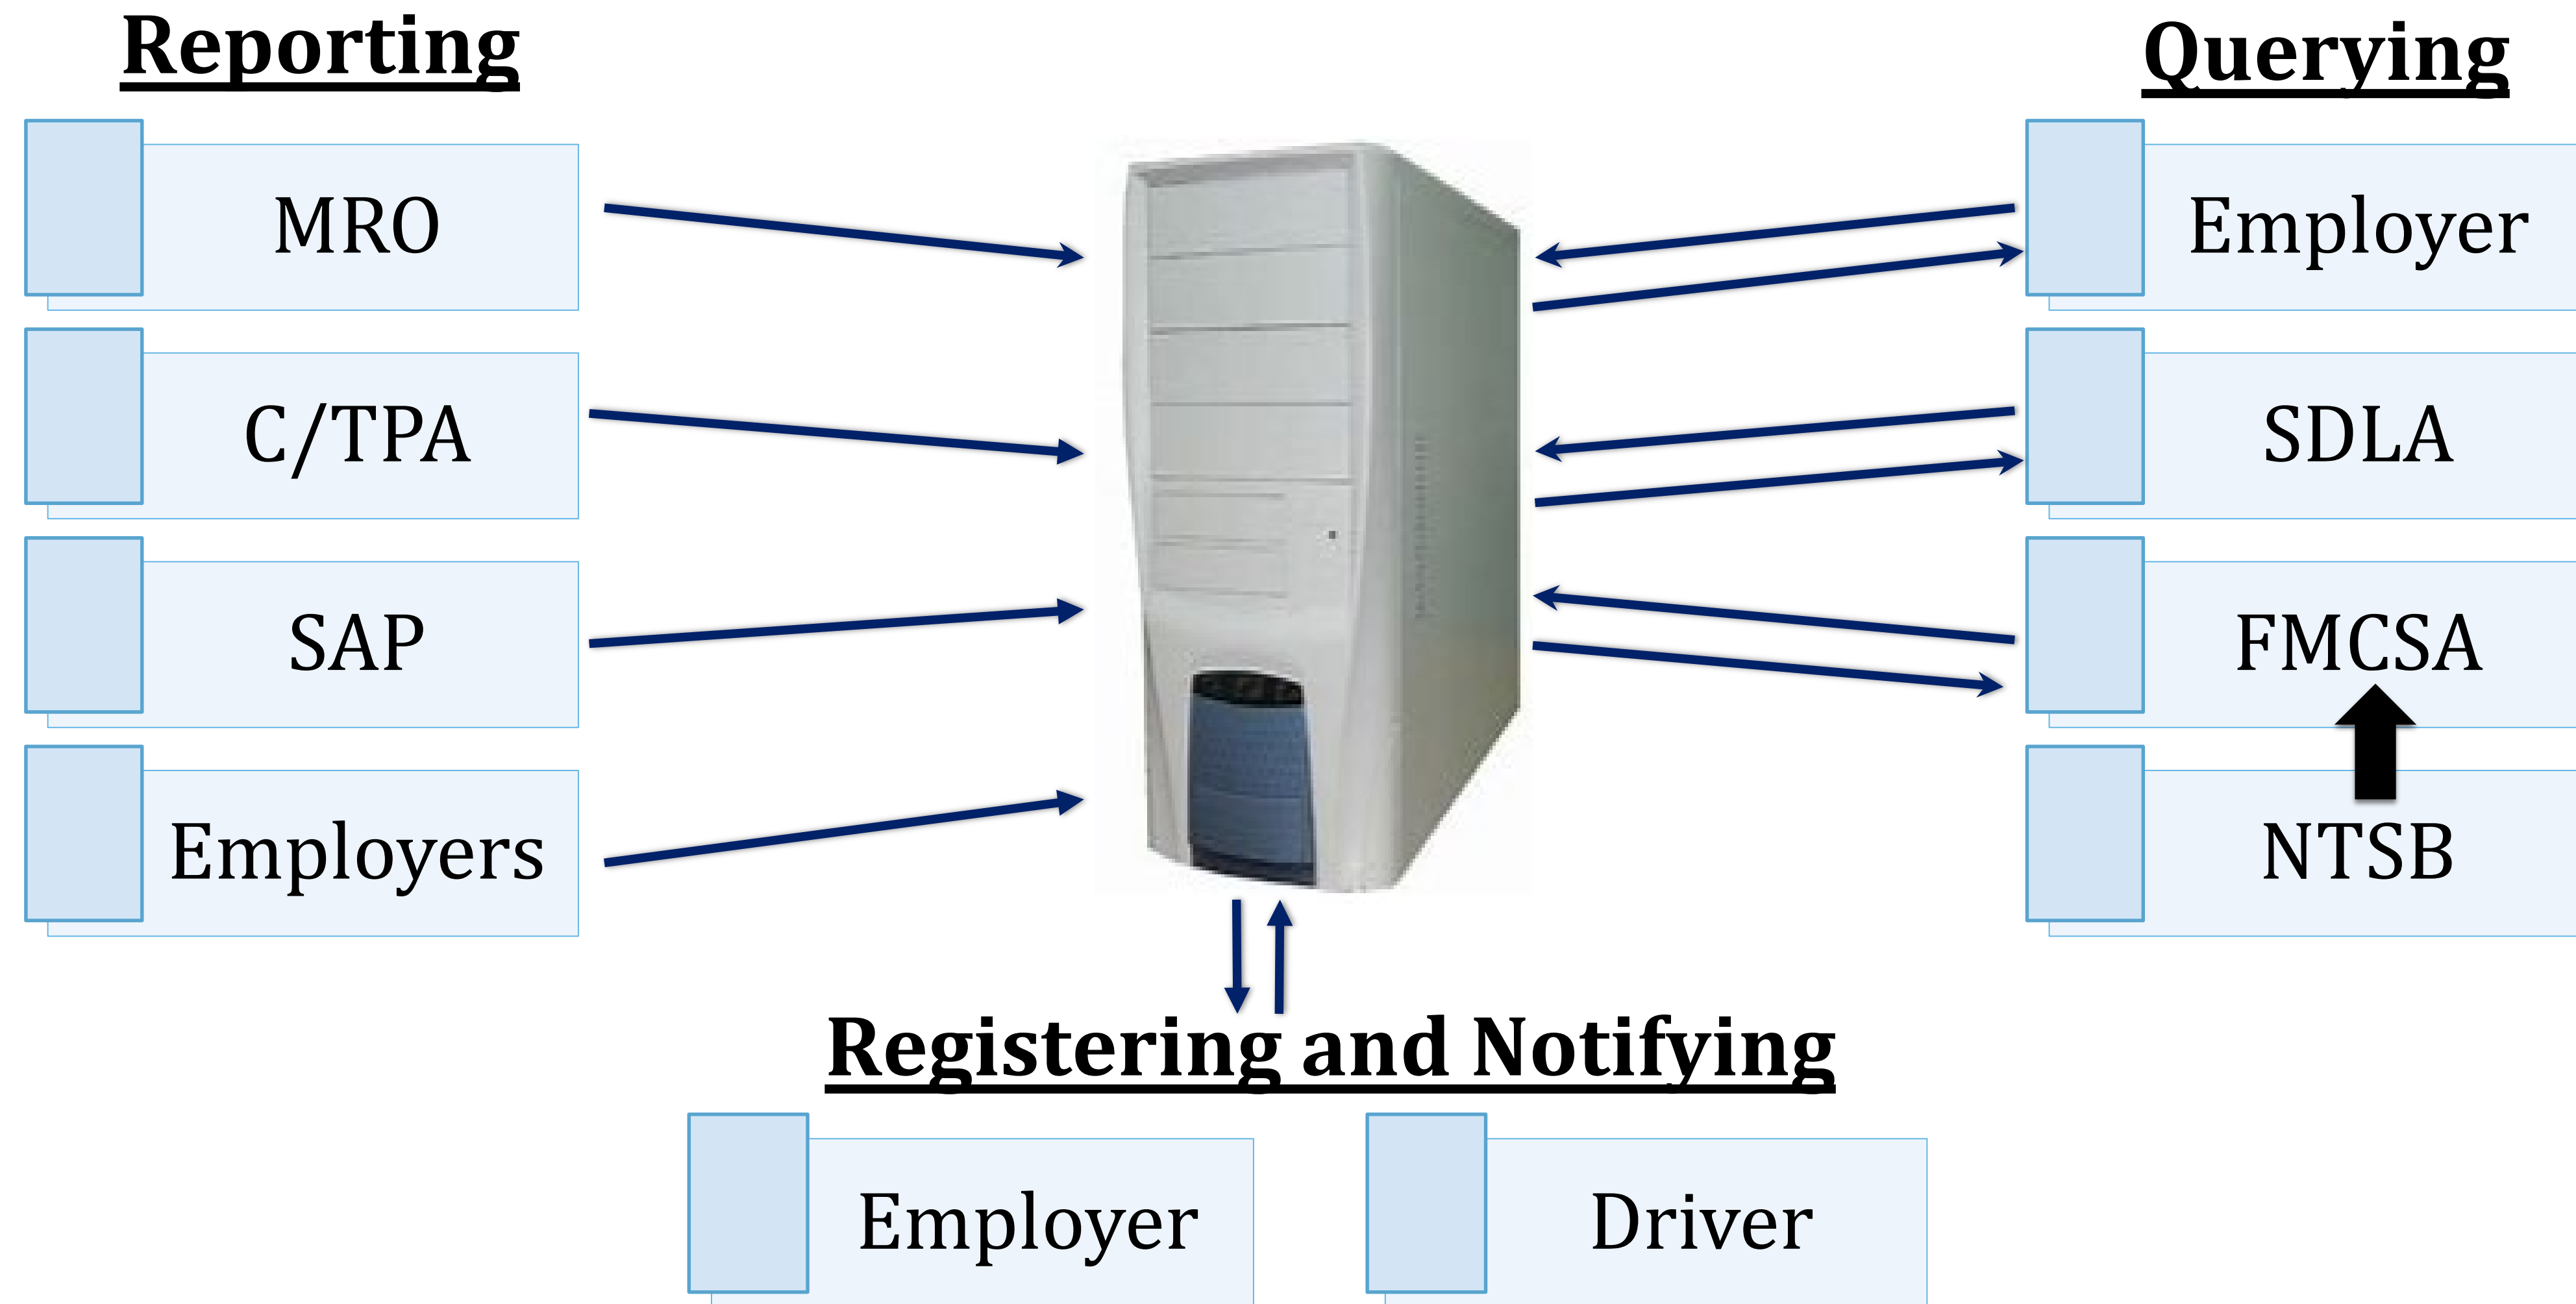 Reporting
MRO
C/TPA
SAP
Employers
Querying
Employer
SDLA
FMCSA
NTSB
Registering and Notifying
Employer
Driver